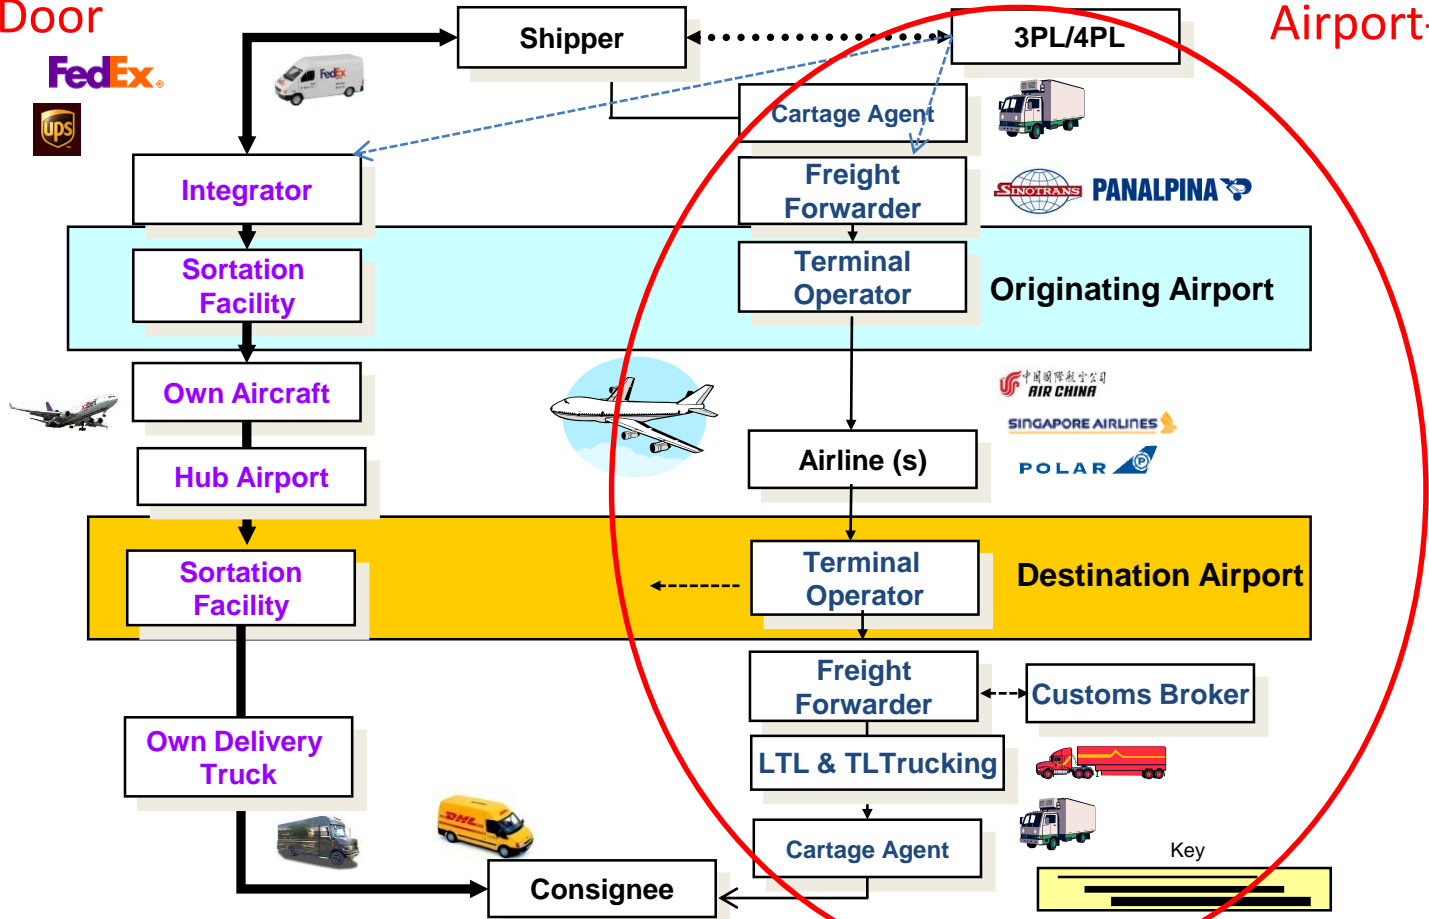 Door
Airport-
Shipper
3PL/4PL
FedEx®
FedEx
ups
Cartage Agent
Integrator
Freight
Forwarder
SINOTRANS
PANALPINA
Sortation
Facility
Terminal
Operator
Originating Airport
Own Aircraft
中国国际航空公司
AIR CHINA
SINGAPORE AIRLINES
POLAR
Hub Airport
Airline (s)
Sortation
Facility
Terminal
Operator
Destination Airport
Freight
Forwarder
Customs Broker
Own Delivery
Truck
LTL & TLTrucking
DHL
Cartage Agent
Key
Consignee